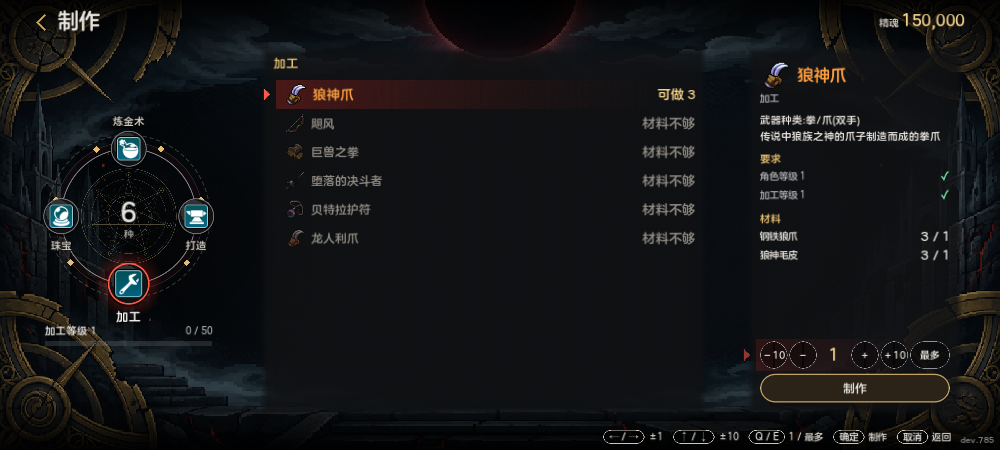 制作
精魂 150,000
加工
狼神爪 可做 3
飓风 材料不够
巨兽之拳 材料不够
堕落的决斗者 材料不够
贝特拉护符 材料不够
龙人利爪 材料不够
炼金术
珠宝
6
种
打造
加工
加工等级 1 0 / 50
狼神爪
加工
武器种类:拳/爪(双手)
传说中狼族之神的爪子制造而成的拳爪
要求
角色等级 1
加工等级 1
材料
钢铁狼爪 3 / 1
狼神毛皮 3 / 1
-10 - 1 + +10 最多
制作
←/→ ±1 ↑/↓ ±10 Q/E 1/最多 确定 制作 取消 返回
dev.785